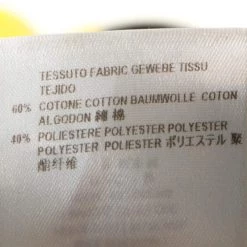 TESSUTO FABRIC GEWEBE TISSU
TEJIDO
60% COTONE COTTON BAUMWOLLE COTON
ALGODON 綿 棉
40% POLIESTERE POLYESTER POLYESTER
POLYESTER POLYESTER ポリエステル 聚
酯纤维